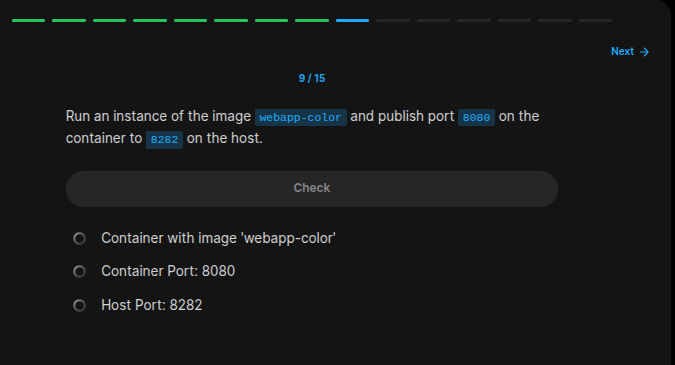 Next →
9 / 15
Run an instance of the image webapp-color and publish port 8080 on the
container to 8282 on the host.
Check
Container with image 'webapp-color'
Container Port: 8080
Host Port: 8282